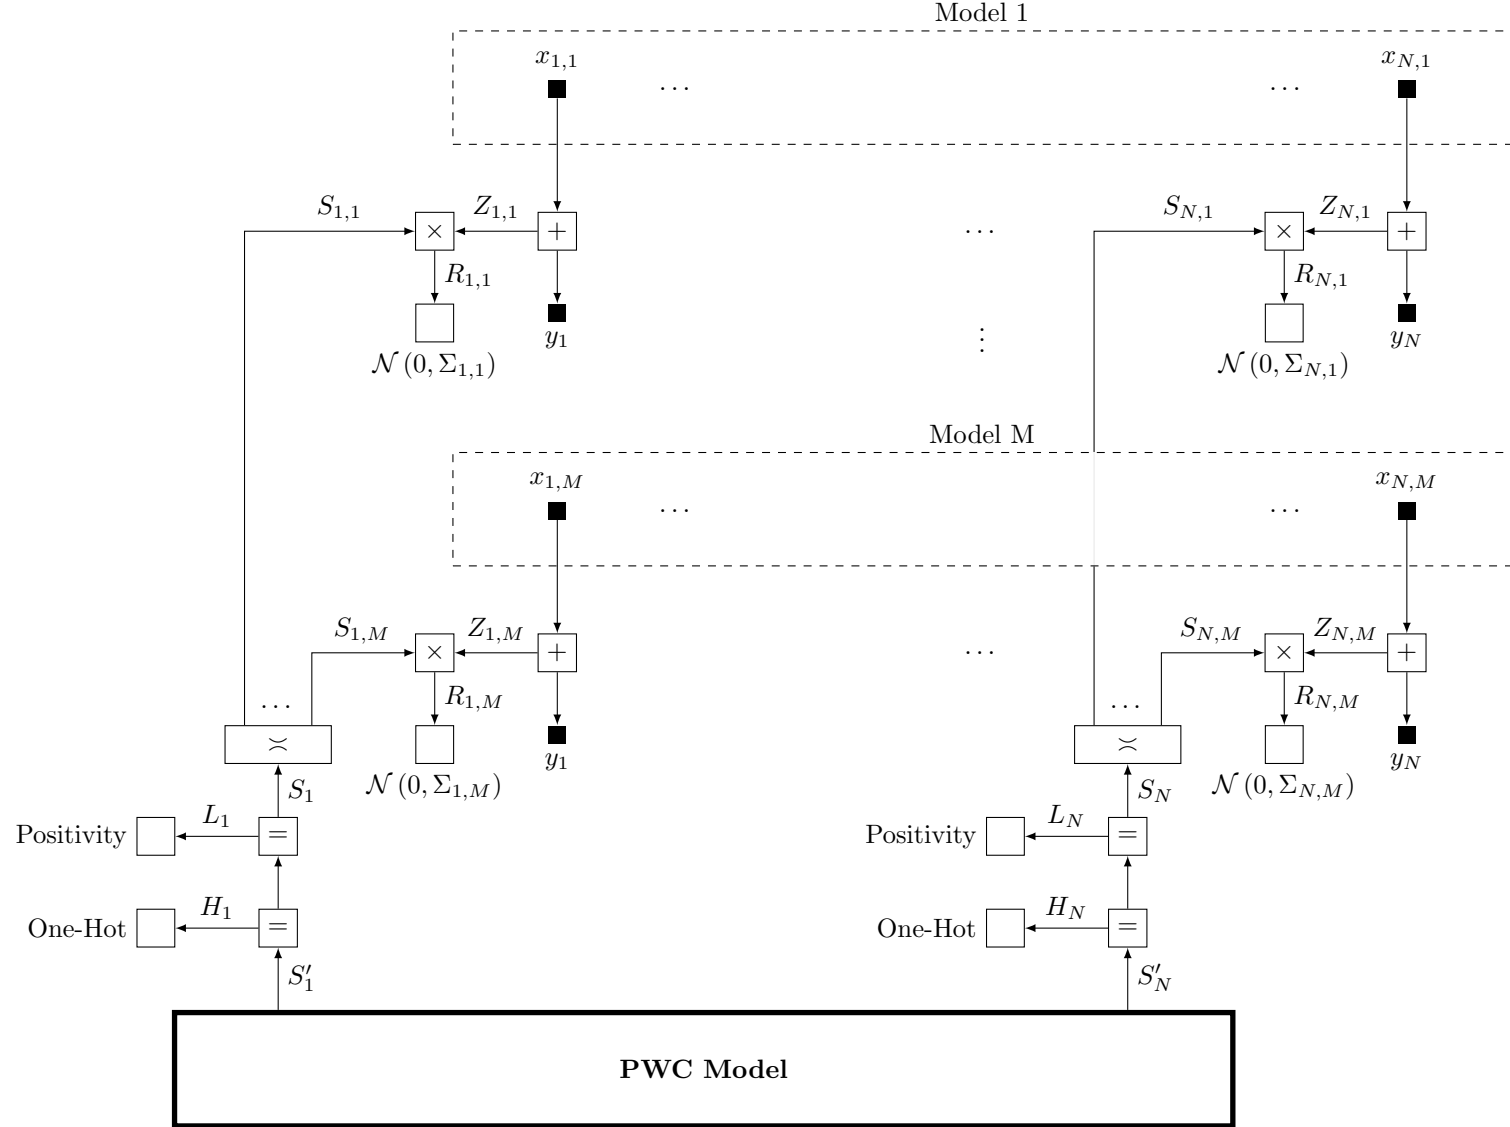 Model 1
x_{1,1} x_{N,1}
... ...
S_{1,1} Z_{1,1} S_{N,1} Z_{N,1}
× + ... × +
R_{1,1} R_{N,1}
y_1 ⋮ y_N
𝒩(0, Σ_{1,1}) 𝒩(0, Σ_{N,1})
Model M
x_{1,M} x_{N,M}
... ...
S_{1,M} Z_{1,M} S_{N,M} Z_{N,M}
× + ... × +
... R_{1,M} ... R_{N,M}
≍ ≍
y_1 y_N
S_1 𝒩(0, Σ_{1,M}) S_N 𝒩(0, Σ_{N,M})
L_1 L_N
Positivity = Positivity =
H_1 H_N
One-Hot = One-Hot =
S'_1 S'_N
PWC Model